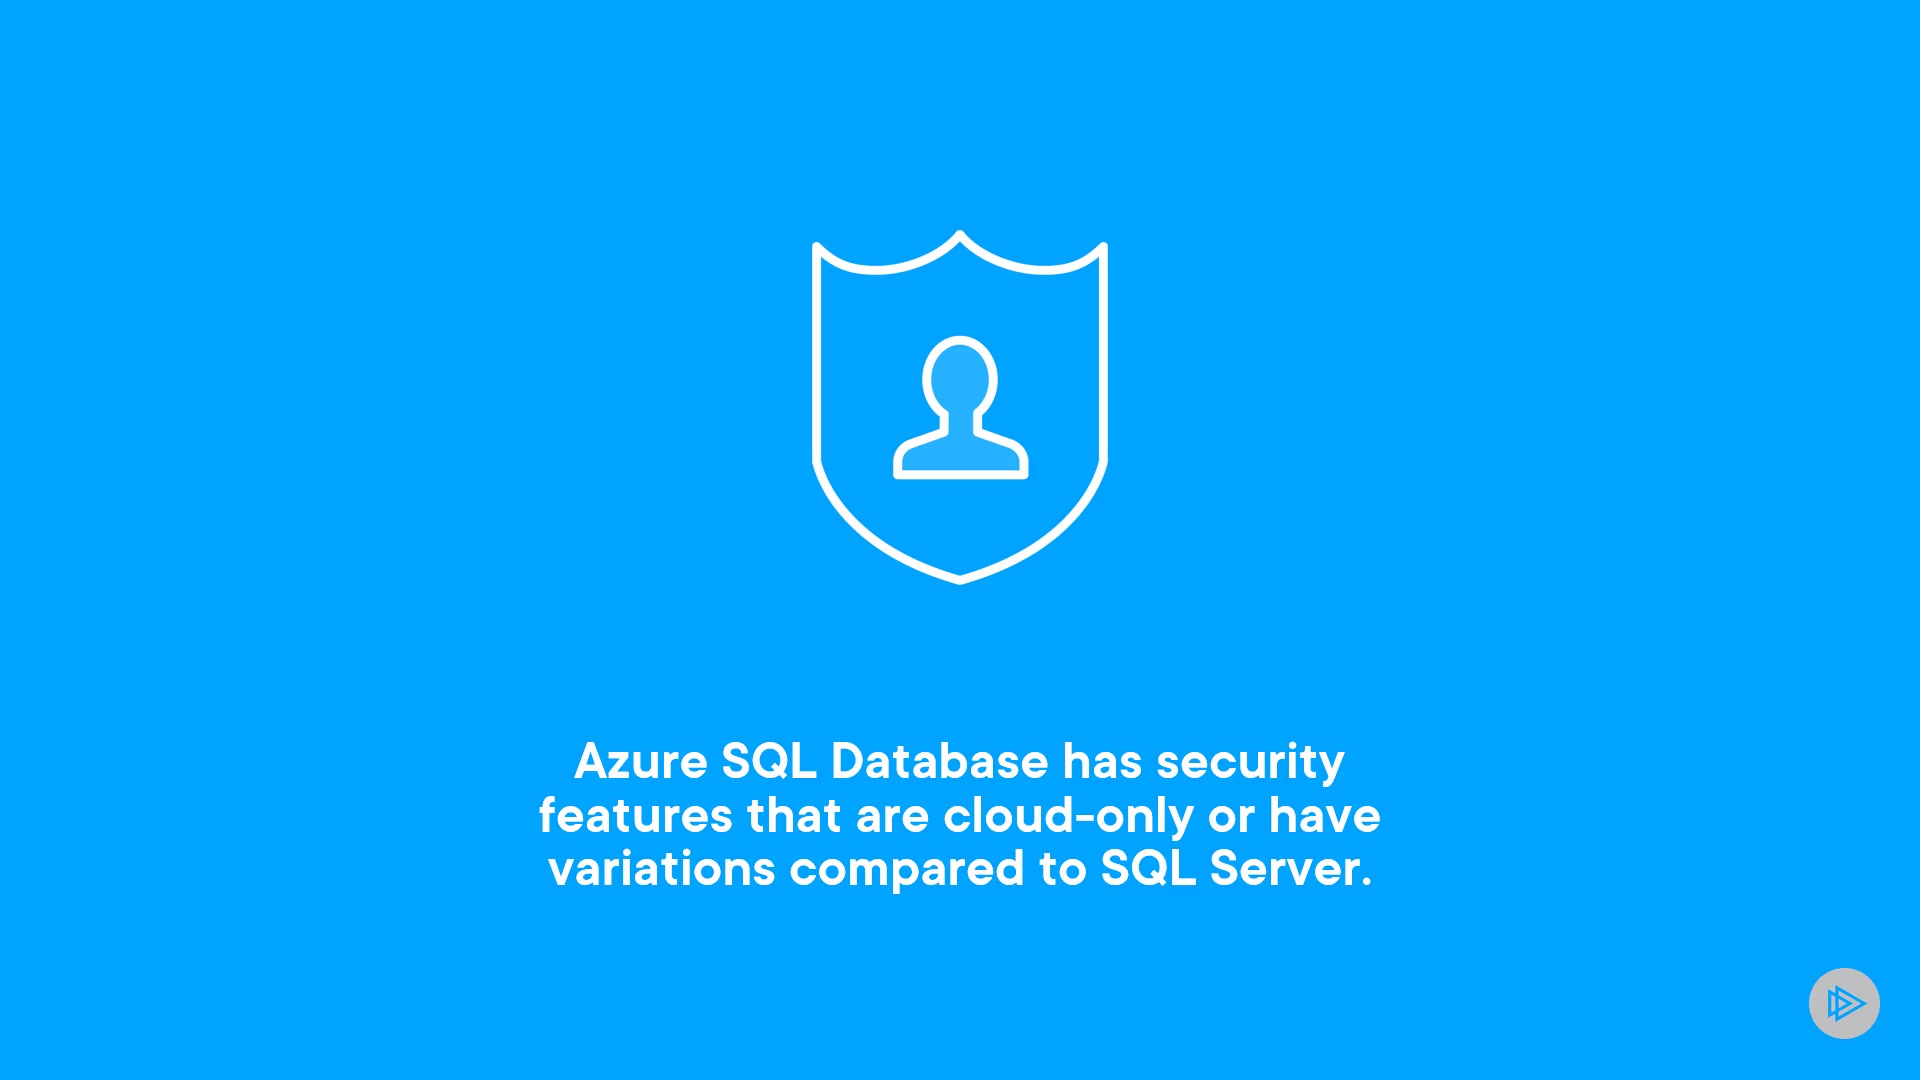 Azure SQL Database has security
features that are cloud-only or have
variations compared to SQL Server.